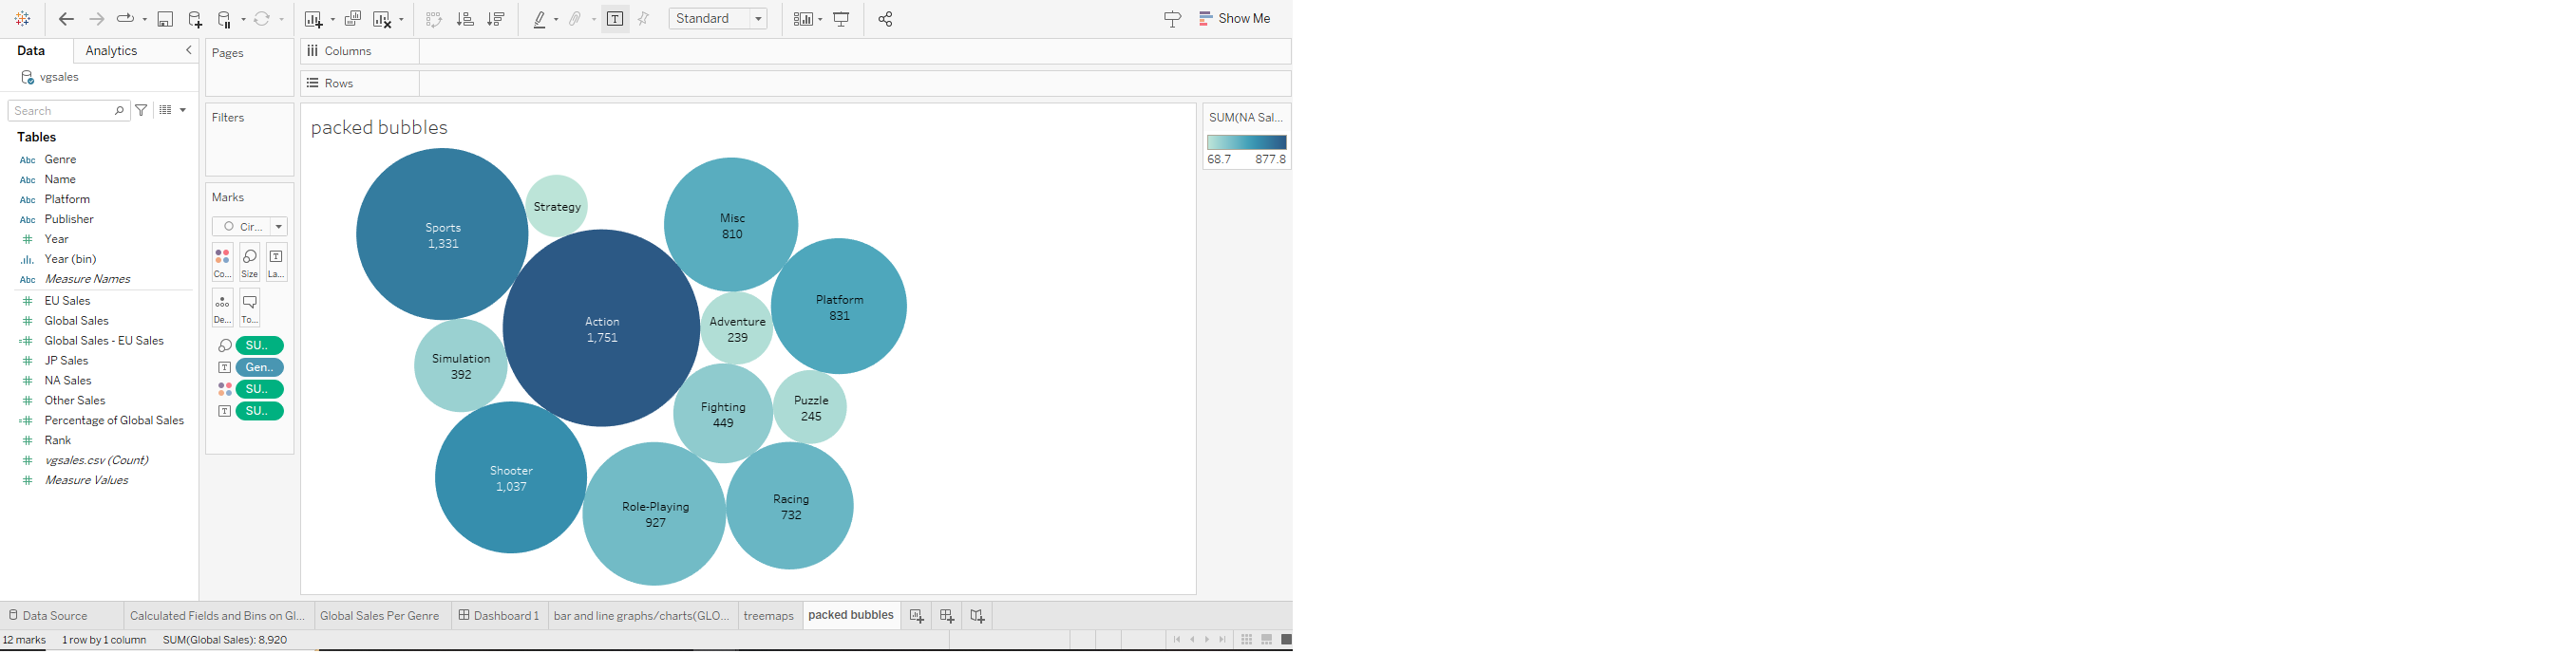 Standard
Show Me
Data
Analytics
Pages
Columns
vgsales
Rows
Search
Filters
Tables
Abc Genre
Abc Name
Abc Platform
Abc Publisher
# Year
Year (bin)
Abc Measure Names
# EU Sales
# Global Sales
=# Global Sales - EU Sales
# JP Sales
# NA Sales
# Other Sales
=# Percentage of Global Sales
# Rank
# vgsales.csv (Count)
# Measure Values
Marks
Cir...
Co...
Size
La...
De...
To...
SU..
Gen..
SU..
SU..
packed bubbles
Sports
1,331
Strategy
Misc
810
Platform
831
Action
1,751
Adventure
239
Simulation
392
Fighting
449
Puzzle
245
Shooter
1,037
Role-Playing
927
Racing
732
SUM(NA Sal...
68.7 877.8
Data Source
Calculated Fields and Bins on Gl...
Global Sales Per Genre
Dashboard 1
bar and line graphs/charts(GLO...
treemaps
packed bubbles
12 marks
1 row by 1 column
SUM(Global Sales): 8,920